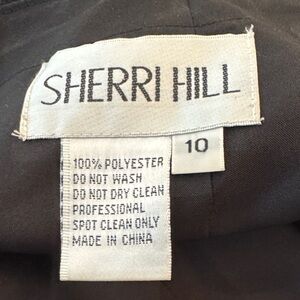 SHERRI HILL
10
100% POLYESTER
DO NOT WASH
DO NOT DRY CLEAN
PROFESSIONAL
SPOT CLEAN ONLY
MADE IN CHINA